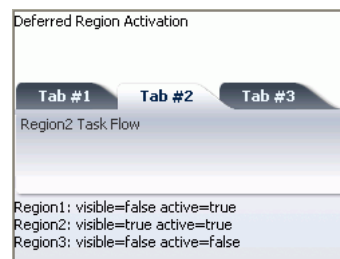 Deferred Region Activation
Tab #1 Tab #2 Tab #3
Region2 Task Flow
Region1: visible=false active=true
Region2: visible=true active=true
Region3: visible=false active=false